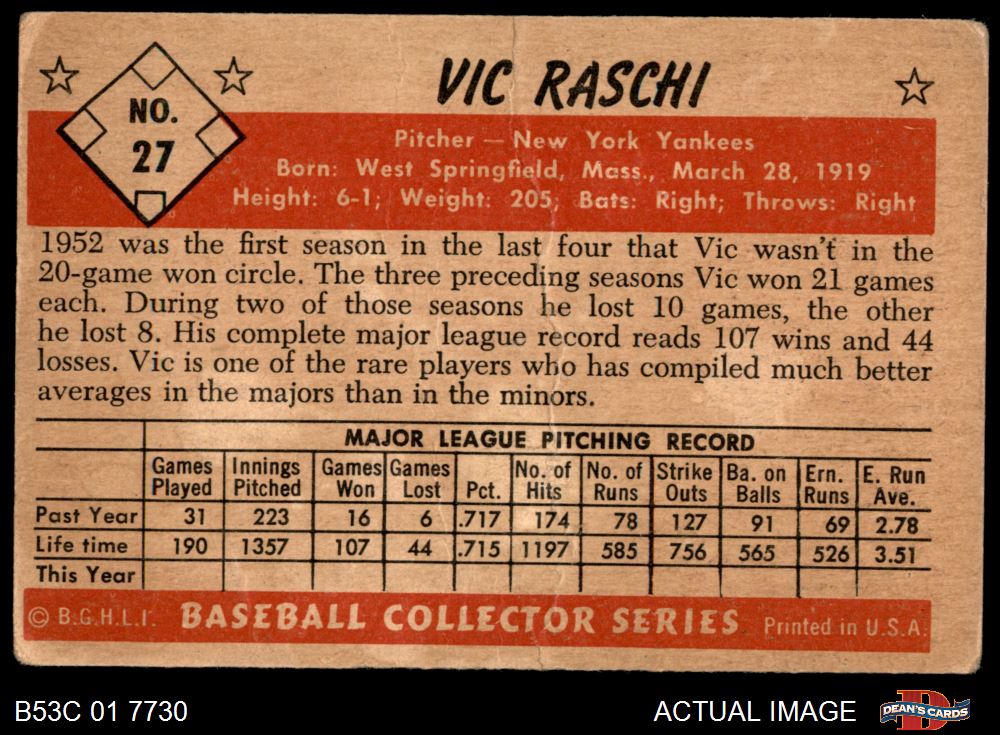 NO.
27
VIC RASCHI
Pitcher — New York Yankees
Born: West Springfield, Mass., March 28, 1919
Height: 6-1; Weight: 205; Bats: Right; Throws: Right
1952 was the first season in the last four that Vic wasn't in the
20-game won circle. The three preceding seasons Vic won 21 games
each. During two of those seasons he lost 10 games, the other
he lost 8. His complete major league record reads 107 wins and 44
losses. Vic is one of the rare players who has compiled much better
averages in the majors than in the minors.
MAJOR LEAGUE PITCHING RECORD
Games Played Innings Pitched Games Won Games Lost Pct. No. of Hits No. of Runs Strike Outs Ba. on Balls Ern. Runs E. Run Ave.
Past Year 31 223 16 6 .717 174 78 127 91 69 2.78
Life time 190 1357 107 44 .715 1197 585 756 565 526 3.51
This Year
© B.G.H.L.I. BASEBALL COLLECTOR SERIES Printed in U.S.A.
B53C 01 7730 ACTUAL IMAGE DEAN'S CARDS